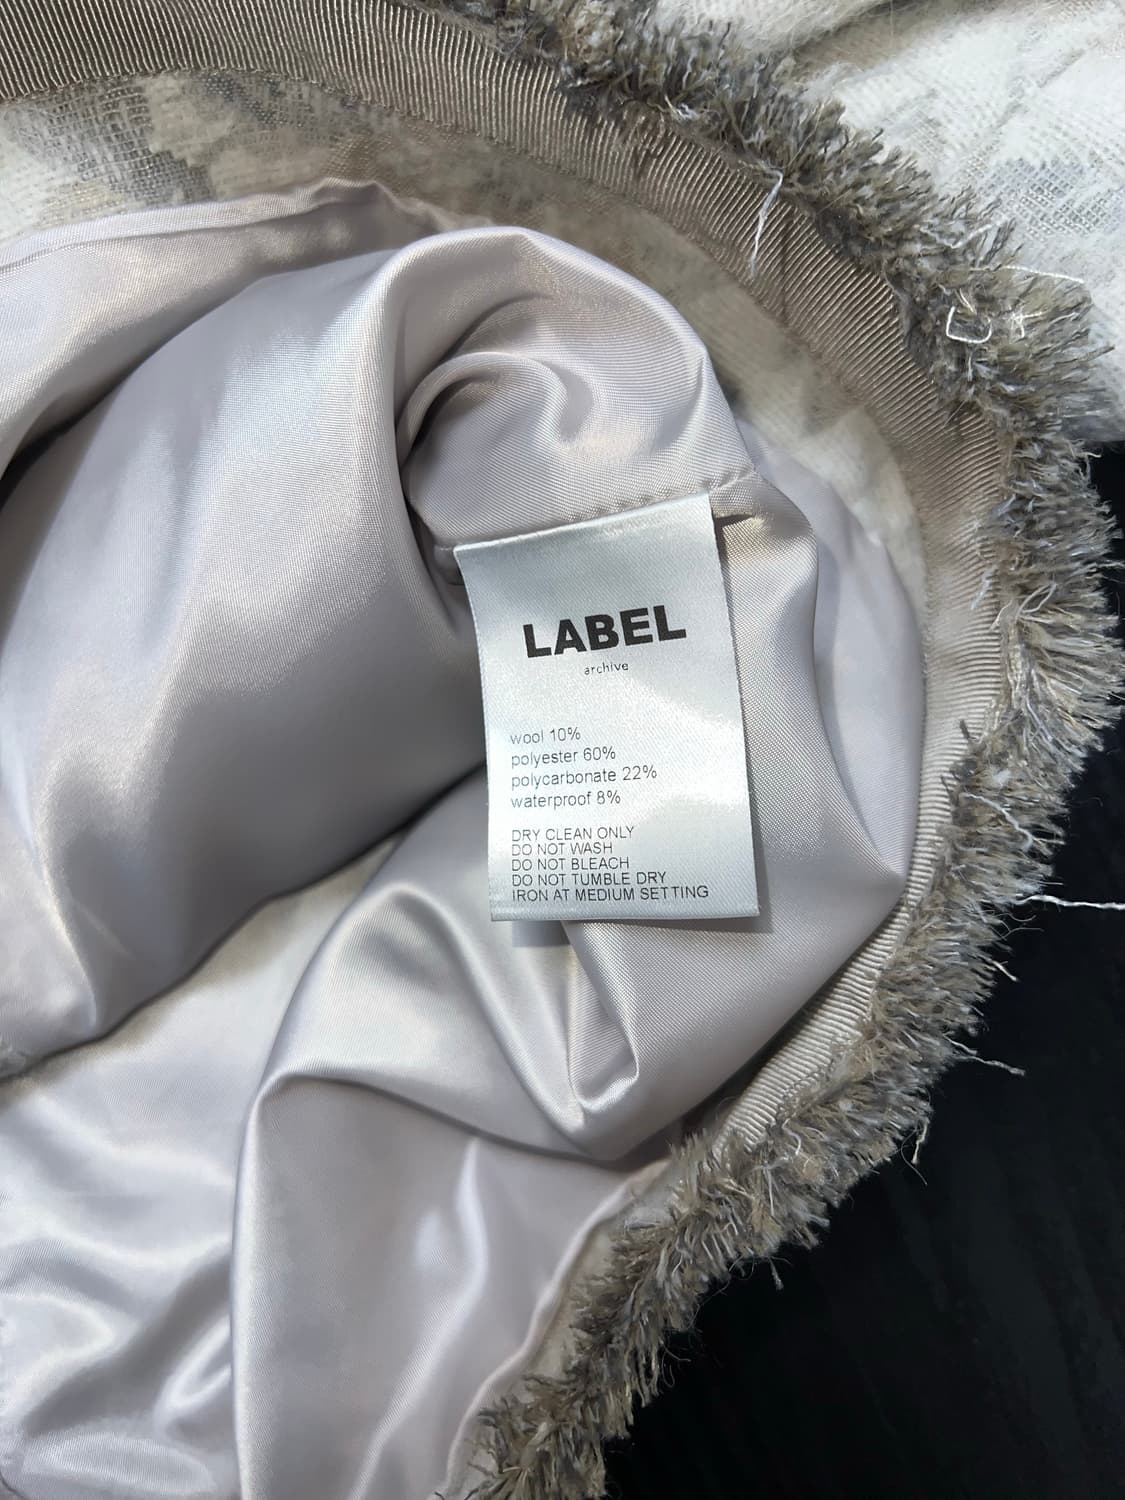 LABEL
archive
wool 10%
polyester 60%
polycarbonate 22%
waterproof 8%
DRY CLEAN ONLY
DO NOT WASH
DO NOT BLEACH
DO NOT TUMBLE DRY
IRON AT MEDIUM SETTING